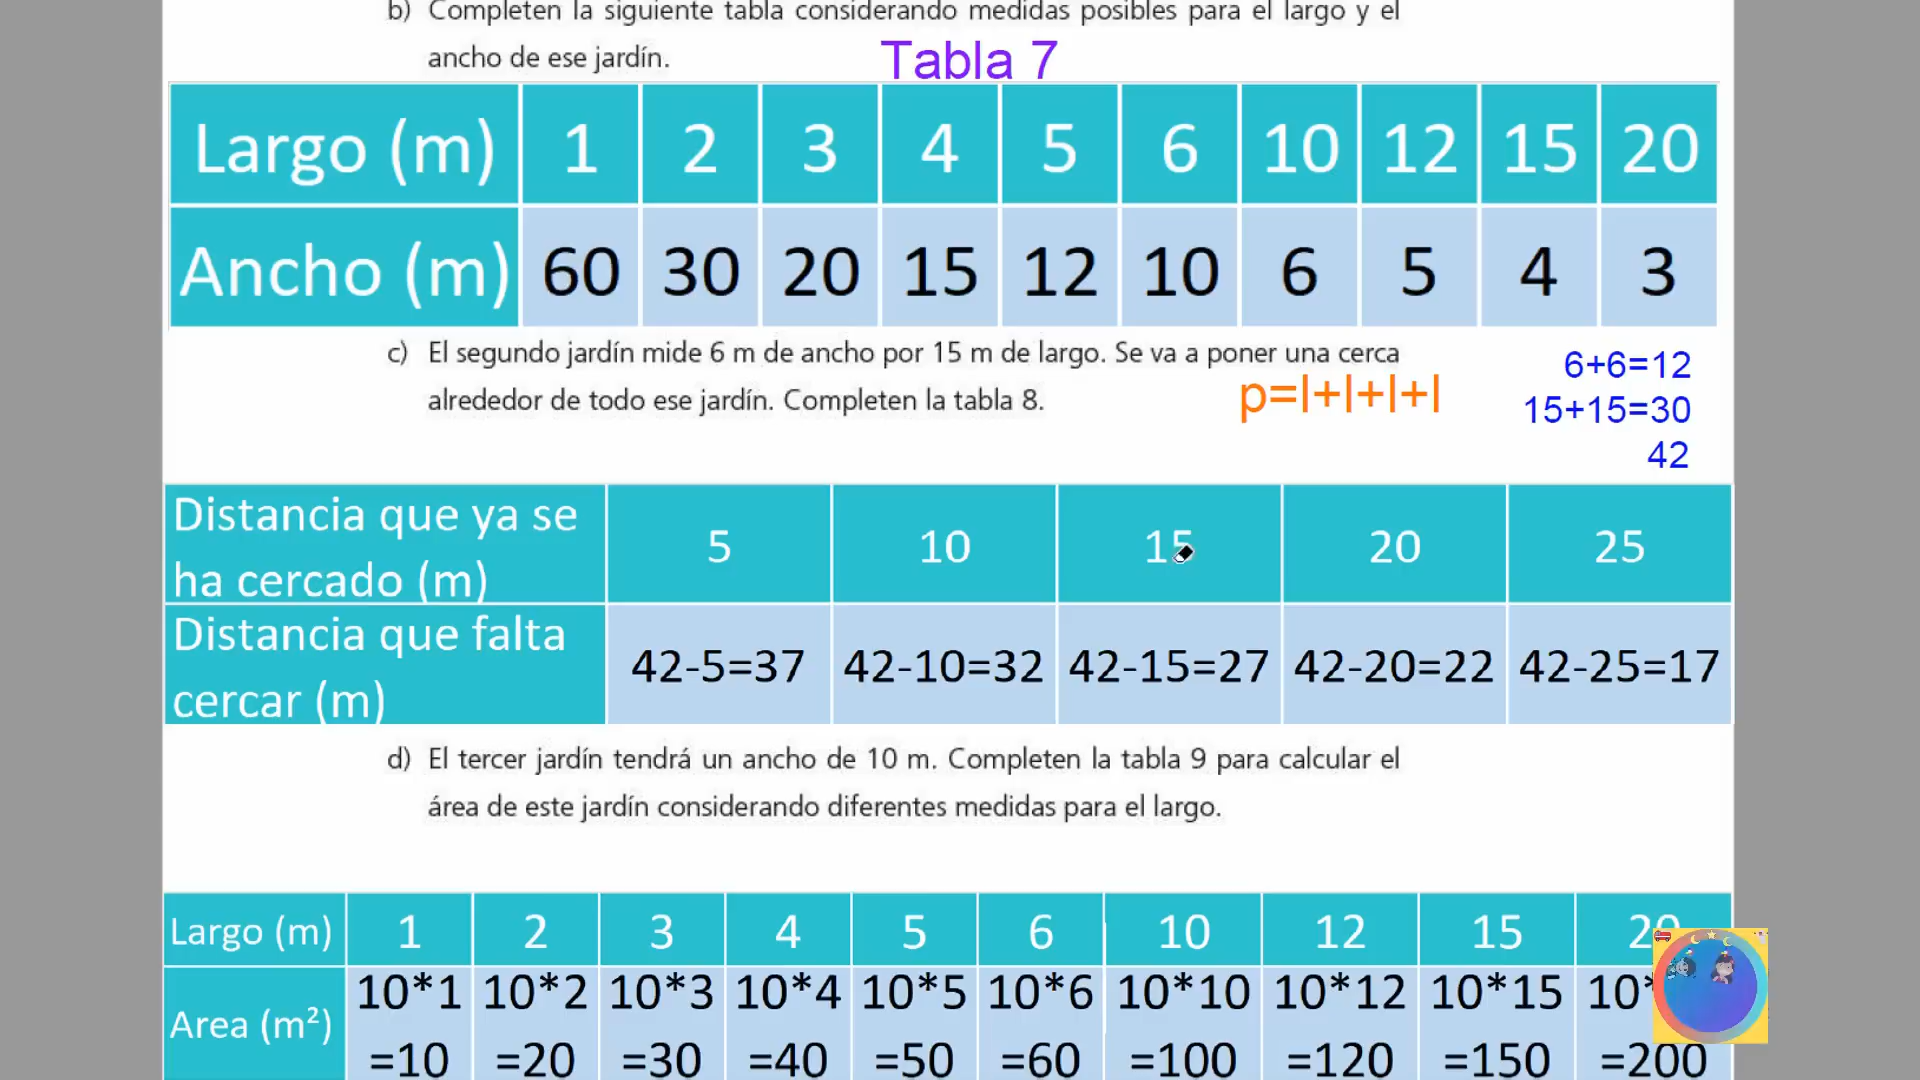 b) Completen la siguiente tabla considerando medidas posibles para el largo y el
ancho de ese jardín.
Tabla 7
Largo (m) 1 2 3 4 5 6 10 12 15 20
Ancho (m) 60 30 20 15 12 10 6 5 4 3
c) El segundo jardín mide 6 m de ancho por 15 m de largo. Se va a poner una cerca
alrededor de todo ese jardín. Completen la tabla 8.
p=l+l+l+l
6+6=12
15+15=30
42
Distancia que ya se
ha cercado (m)
5 10 15 20 25
Distancia que falta
cercar (m)
42-5=37 42-10=32 42-15=27 42-20=22 42-25=17
d) El tercer jardín tendrá un ancho de 10 m. Completen la tabla 9 para calcular el
área de este jardín considerando diferentes medidas para el largo.
Largo (m) 1 2 3 4 5 6 10 12 15 20
Area (m²)
10*1 10*2 10*3 10*4 10*5 10*6 10*10 10*12 10*15 10*
=10 =20 =30 =40 =50 =60 =100 =120 =150 =200